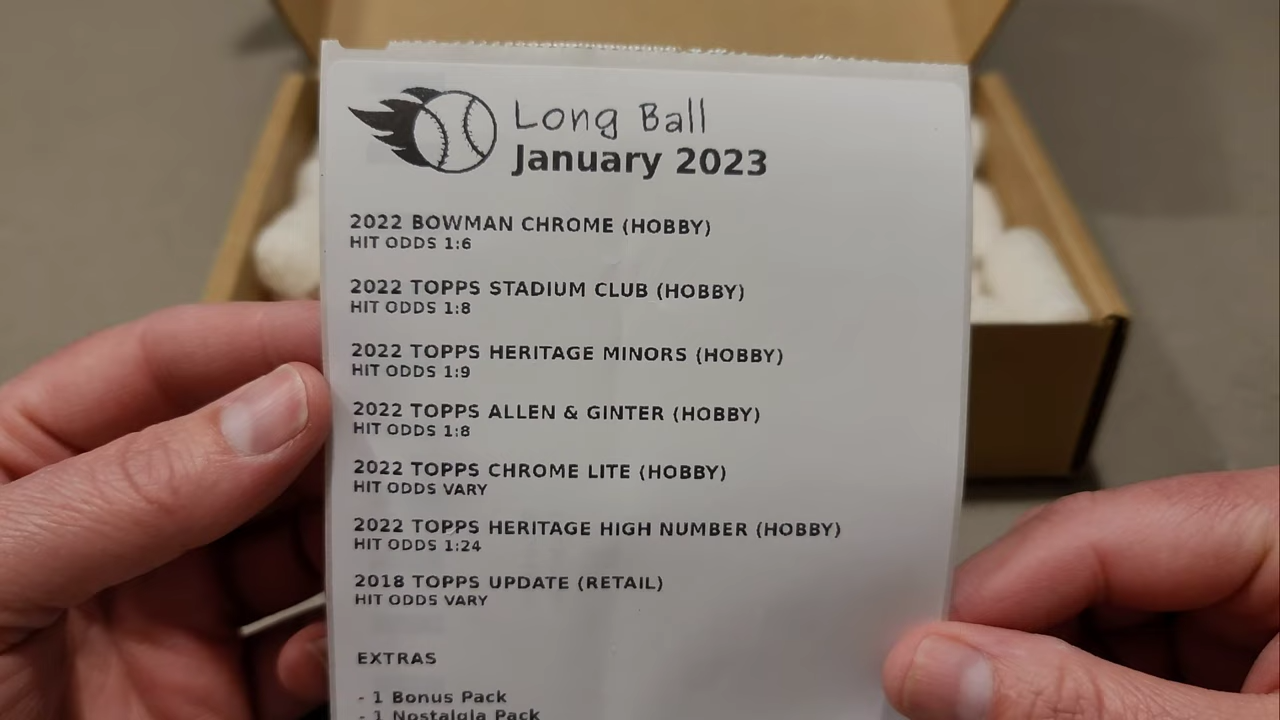 Long Ball
January 2023
2022 BOWMAN CHROME (HOBBY)
HIT ODDS 1:6
2022 TOPPS STADIUM CLUB (HOBBY)
HIT ODDS 1:8
2022 TOPPS HERITAGE MINORS (HOBBY)
HIT ODDS 1:9
2022 TOPPS ALLEN & GINTER (HOBBY)
HIT ODDS 1:8
2022 TOPPS CHROME LITE (HOBBY)
HIT ODDS VARY
2022 TOPPS HERITAGE HIGH NUMBER (HOBBY)
HIT ODDS 1:24
2018 TOPPS UPDATE (RETAIL)
HIT ODDS VARY
EXTRAS
- 1 Bonus Pack
- 1 Nostalgia Pack